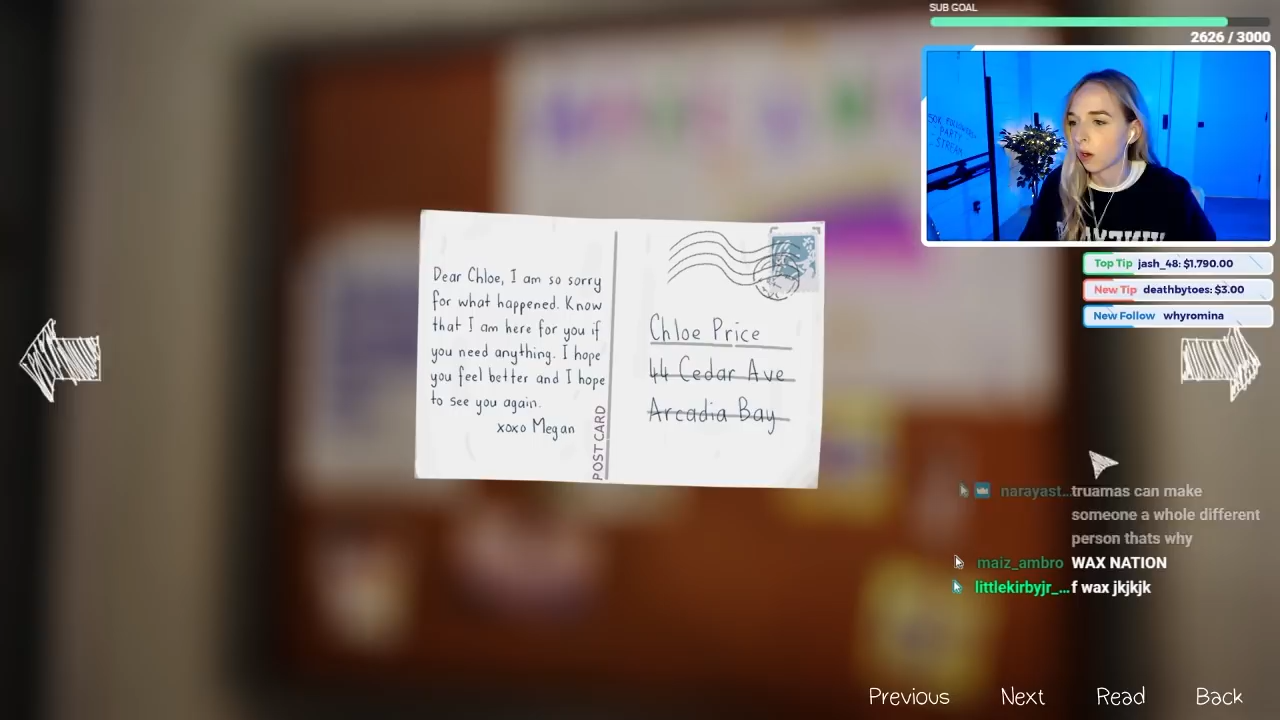 SUB GOAL
2626 / 3000
Top Tip jash_48: $1,790.00
New Tip deathbytoes: $3.00
New Follow whyromina
Dear Chloe, I am so sorry
for what happened. Know
that I am here for you if
you need anything. I hope
you feel better and I hope
to see you again.
xoxo Megan
POST CARD
Chloe Price
44 Cedar Ave
Arcadia Bay
narayast... truamas can make
someone a whole different
person thats why
maiz_ambro WAX NATION
littlekirbyjr_... f wax jkjkjk
Previous Next Read Back